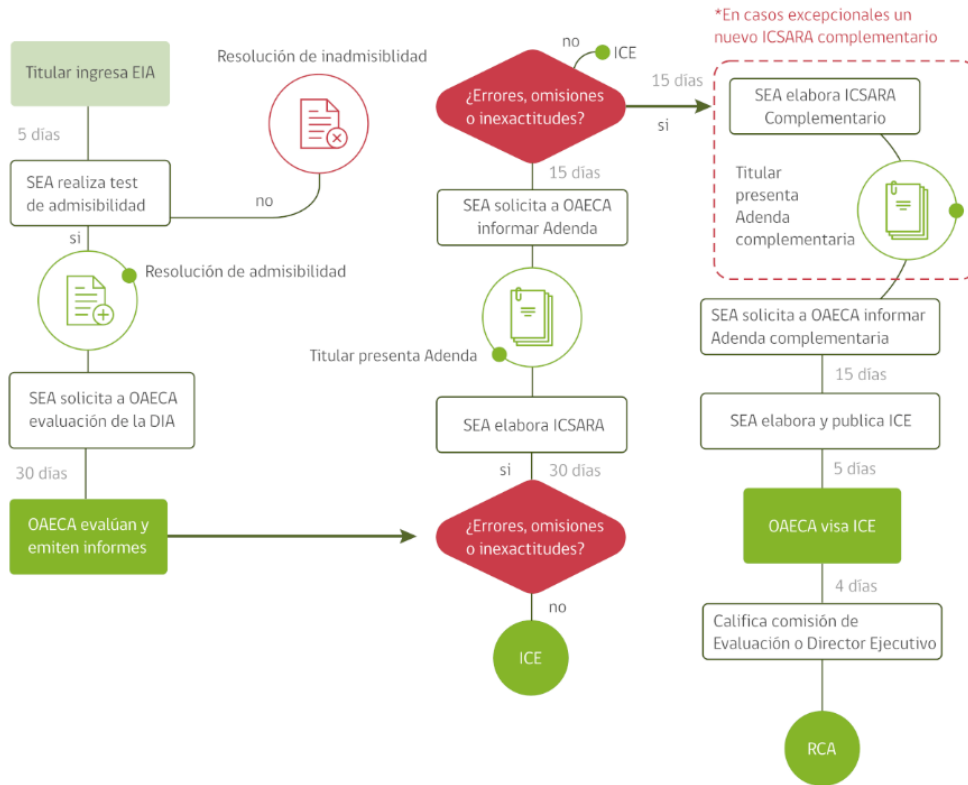 Titular ingresa EIA
5 días
SEA realiza test
de admisibilidad
no
Resolución de inadmisiblidad
si
Resolución de admisibilidad
SEA solicita a OAECA
evaluación de la DIA
30 días
OAECA evalúan y
emiten informes
¿Errores, omisiones
o inexactitudes?
no
ICE
si
30 días
SEA elabora ICSARA
Titular presenta Adenda
SEA solicita a OAECA
informar Adenda
15 días
¿Errores, omisiones
o inexactitudes?
no
ICE
15 días
si
*En casos excepcionales un
nuevo ICSARA complementario
SEA elabora ICSARA
Complementario
Titular
presenta
Adenda
complementaria
SEA solicita a OAECA informar
Adenda complementaria
15 días
SEA elabora y publica ICE
5 días
OAECA visa ICE
4 días
Califica comisión de
Evaluación o Director Ejecutivo
RCA